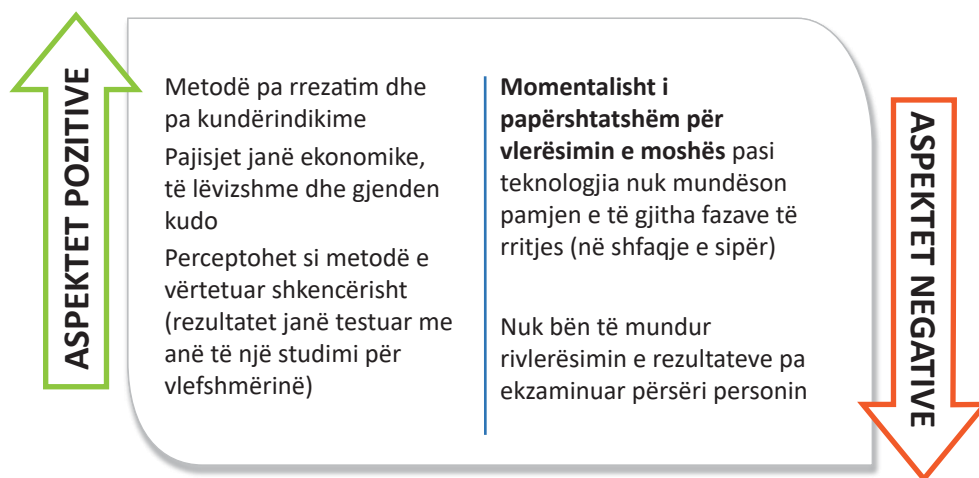 ASPEKTET POZITIVE
Metodë pa rrezatim dhe
pa kundërindikime
Pajisjet janë ekonomike,
të lëvizshme dhe gjenden
kudo
Perceptohet si metodë e
vërtetuar shkencërisht
(rezultatet janë testuar me
anë të një studimi për
vlefshmërinë)
Momentalisht i
papërshtatshëm për
vlerësimin e moshës pasi
teknologjia nuk mundëson
pamjen e të gjitha fazave të
rritjes (në shfaqje e sipër)
Nuk bën të mundur
rivlerësimin e rezultateve pa
ekzaminuar përsëri personin
ASPEKTET NEGATIVE